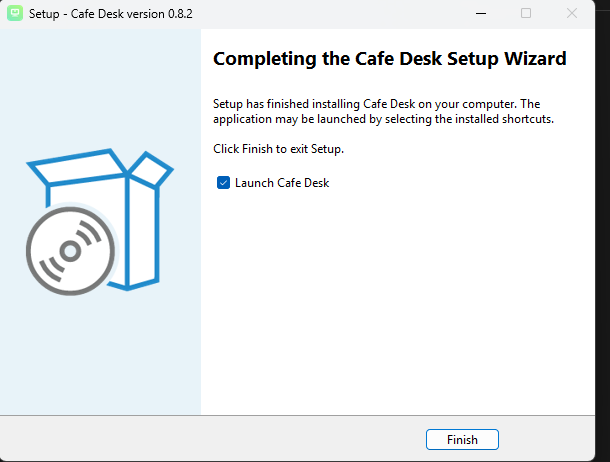 Setup - Cafe Desk version 0.8.2
Completing the Cafe Desk Setup Wizard
Setup has finished installing Cafe Desk on your computer. The
application may be launched by selecting the installed shortcuts.
Click Finish to exit Setup.
Launch Cafe Desk
Finish